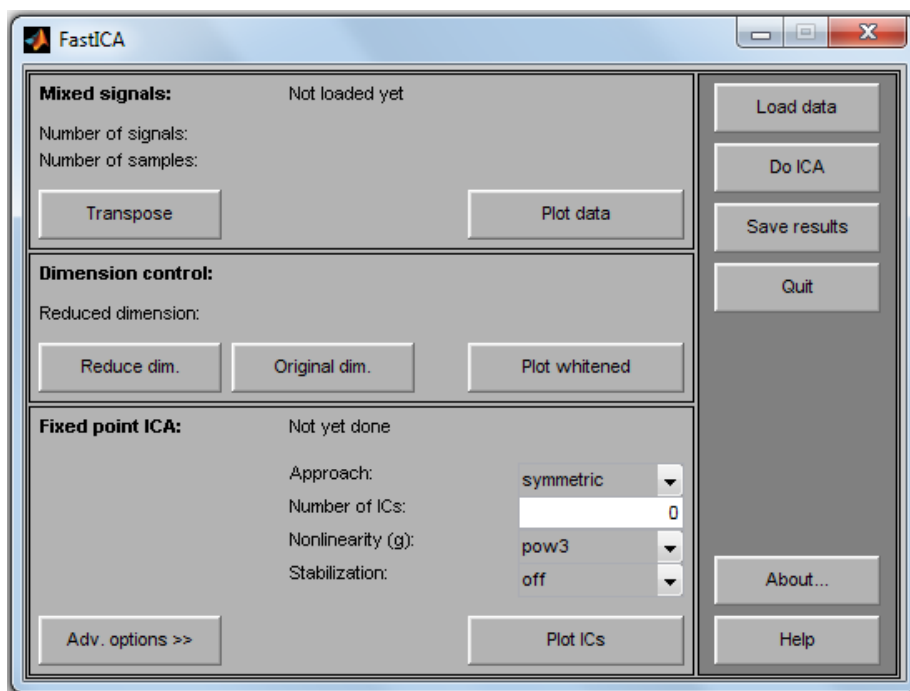 FastICA
Mixed signals: Not loaded yet
Number of signals:
Number of samples:
Transpose Plot data
Dimension control:
Reduced dimension:
Reduce dim. Original dim. Plot whitened
Fixed point ICA: Not yet done
Approach: symmetric
Number of ICs: 0
Nonlinearity (g): pow3
Stabilization: off
Adv. options >> Plot ICs
Load data
Do ICA
Save results
Quit
About...
Help